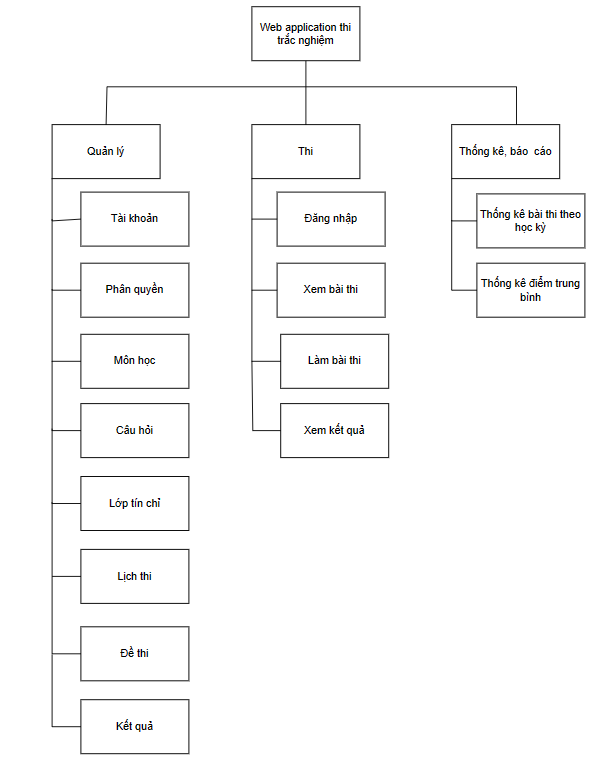 Web application thi
trắc nghiệm
Quản lý
Thi
Thống kê, báo cáo
Tài khoản
Phân quyền
Môn học
Câu hỏi
Lớp tín chỉ
Lịch thi
Đề thi
Kết quả
Đăng nhập
Xem bài thi
Làm bài thi
Xem kết quả
Thống kê bài thi theo
học kỳ
Thống kê điểm trung
bình